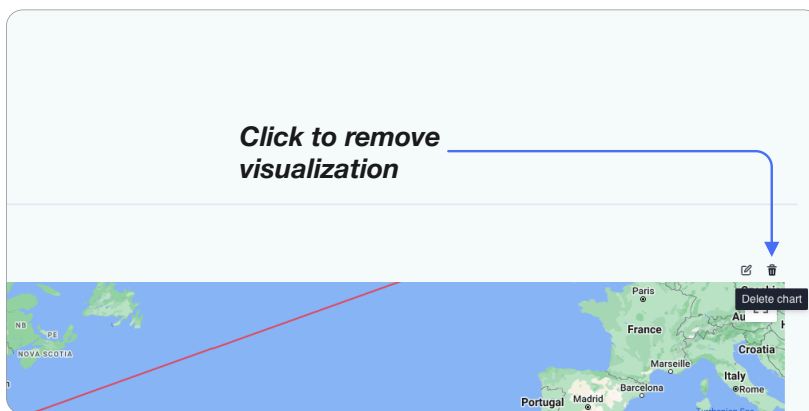 Click to remove
visualization
Delete chart
Paris
France
NB
PE
NOVA SCOTIA
Croatia
Marseille
Italy
Rome
Barcelona
Portugal
Madrid